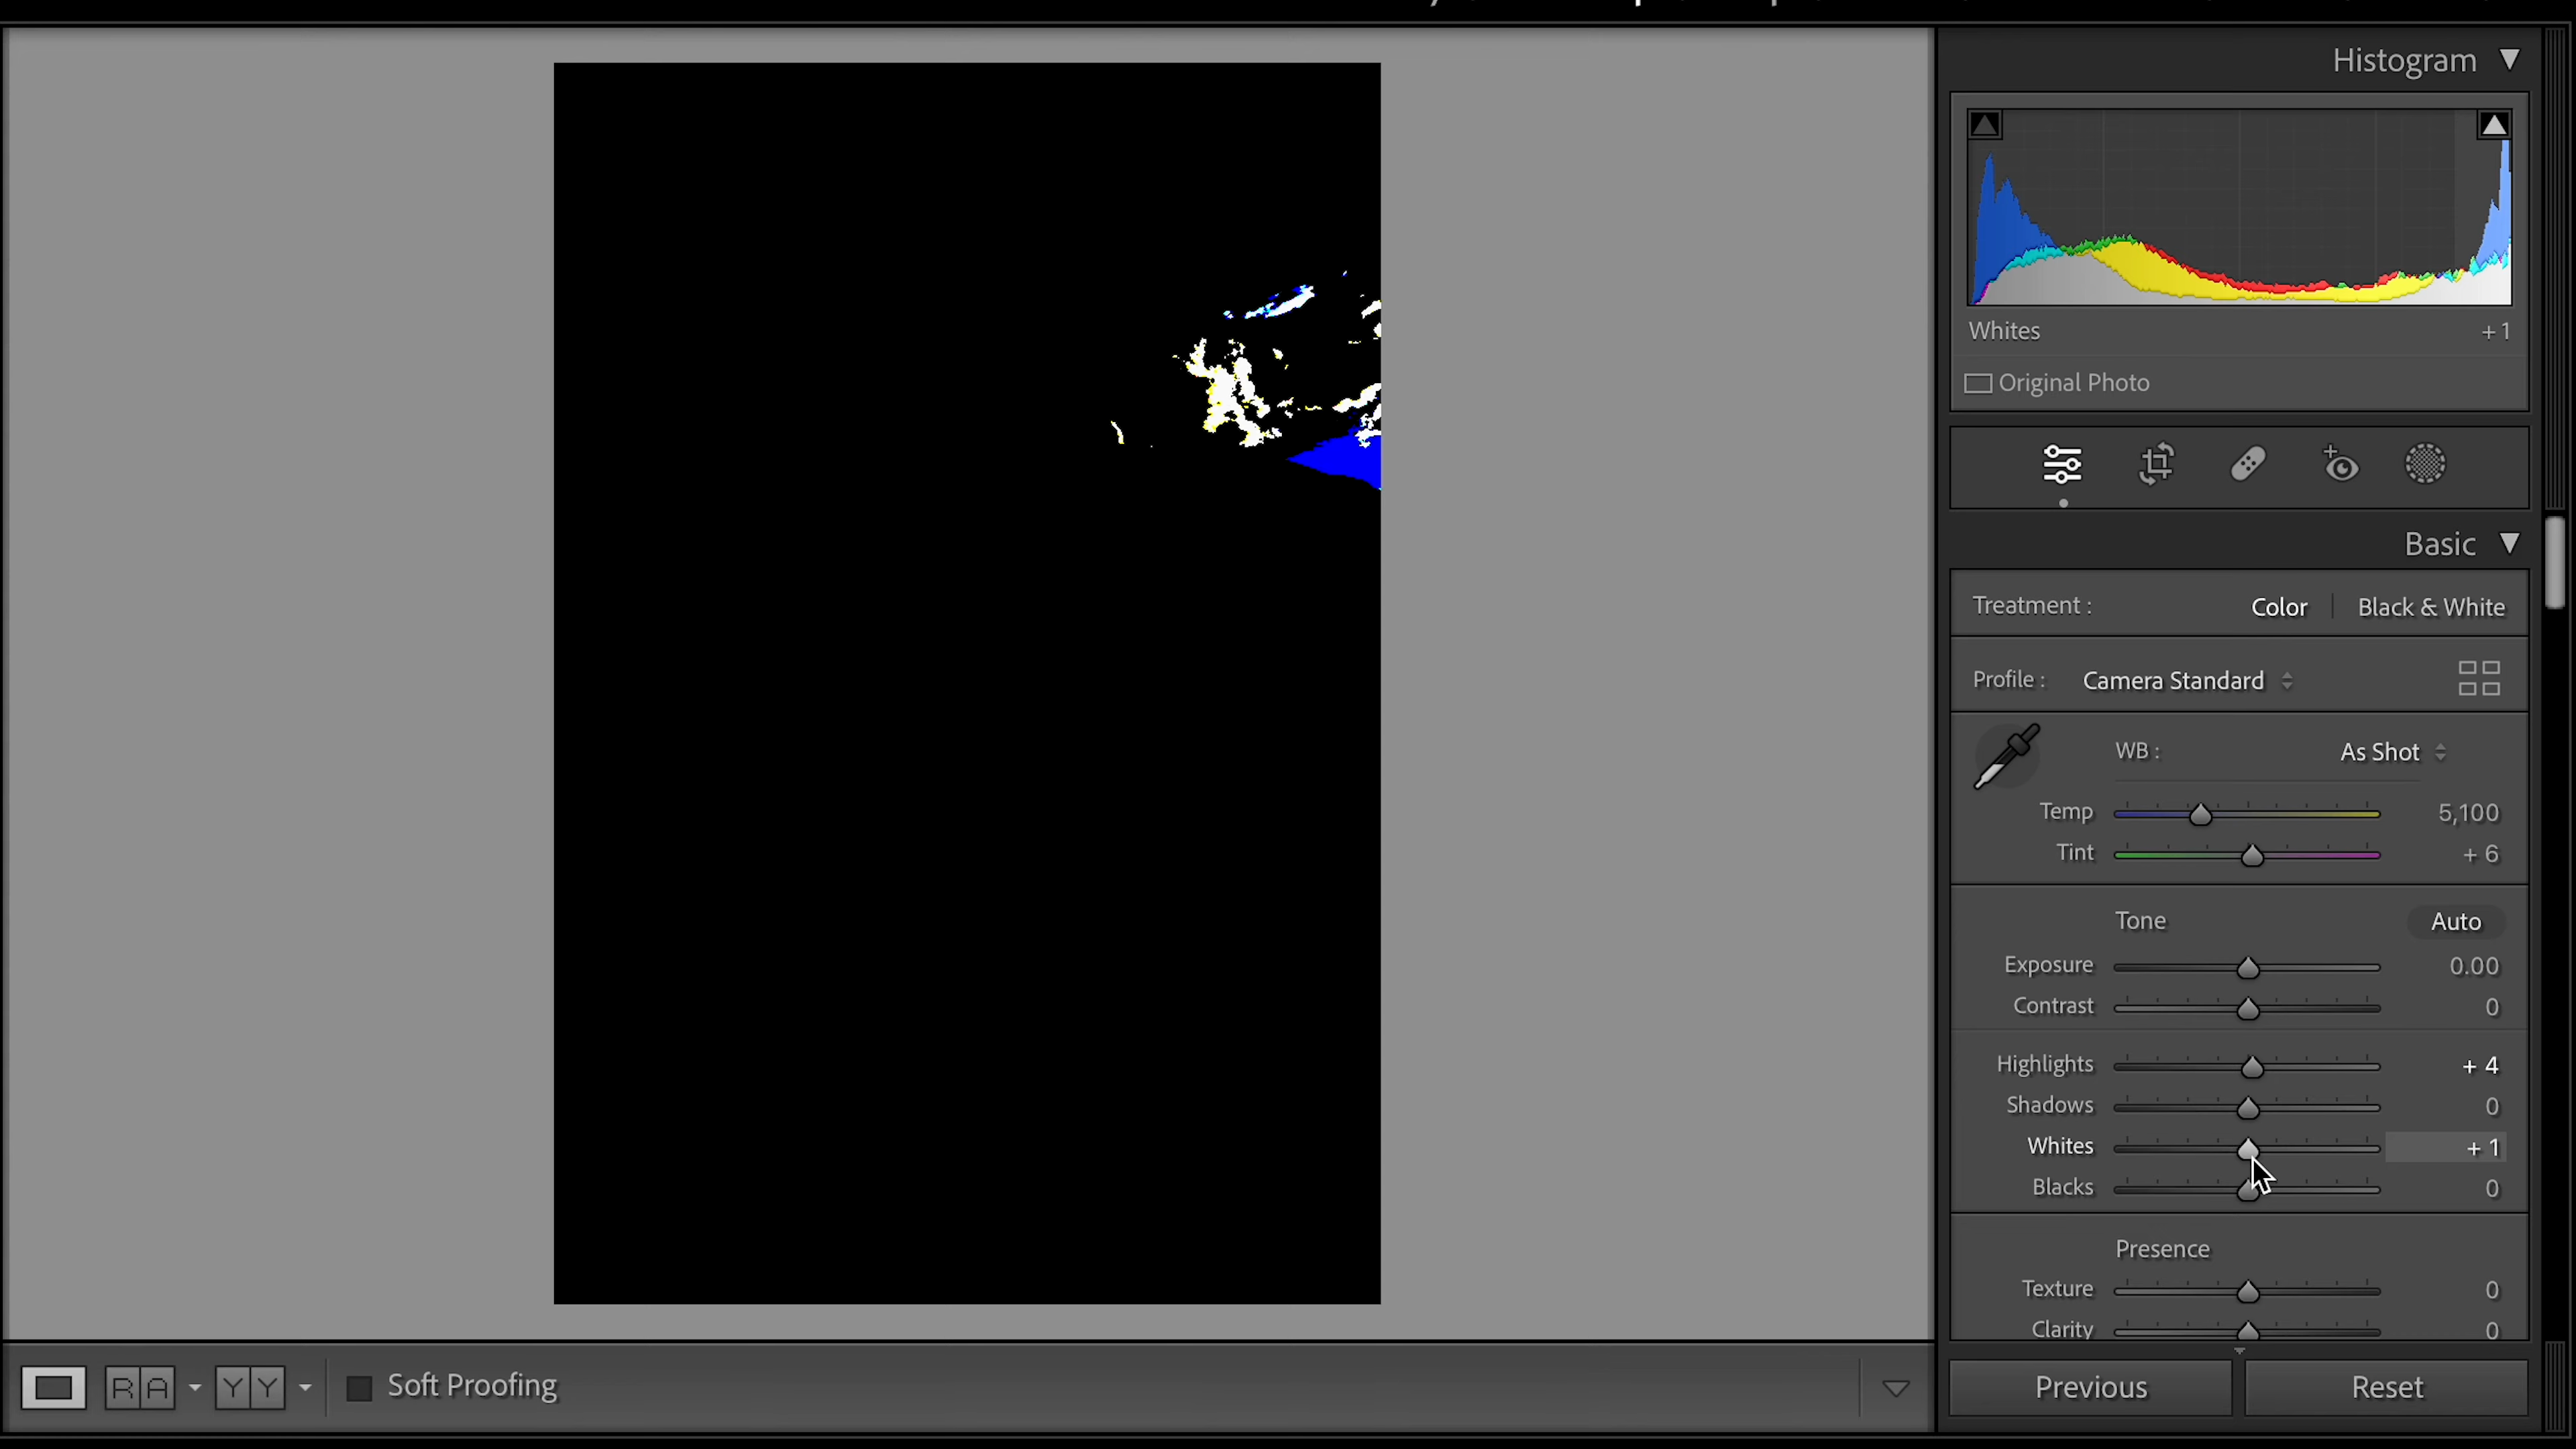 Histogram
Whites + 1
Original Photo
Basic
Treatment : Color Black & White
Profile : Camera Standard
WB : As Shot
Temp 5,100
Tint + 6
Tone Auto
Exposure 0.00
Contrast 0
Highlights + 4
Shadows 0
Whites + 1
Blacks 0
Presence
Texture 0
Clarity 0
R A Y Y Soft Proofing
Previous Reset